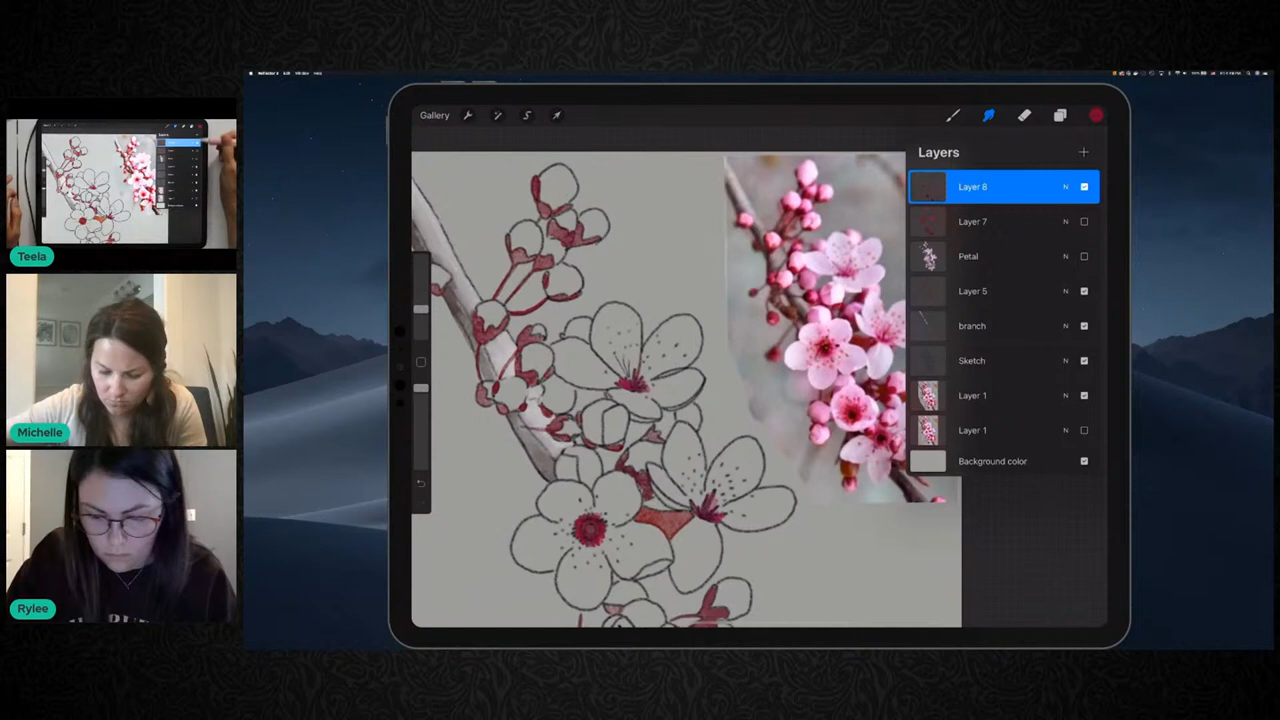 Gallery
Layers
Layer 8
N
Layer 7
N
Petal
N
Layer 5
N
branch
N
Sketch
N
Layer 1
N
Layer 1
N
Background color
Teela
Michelle
Rylee